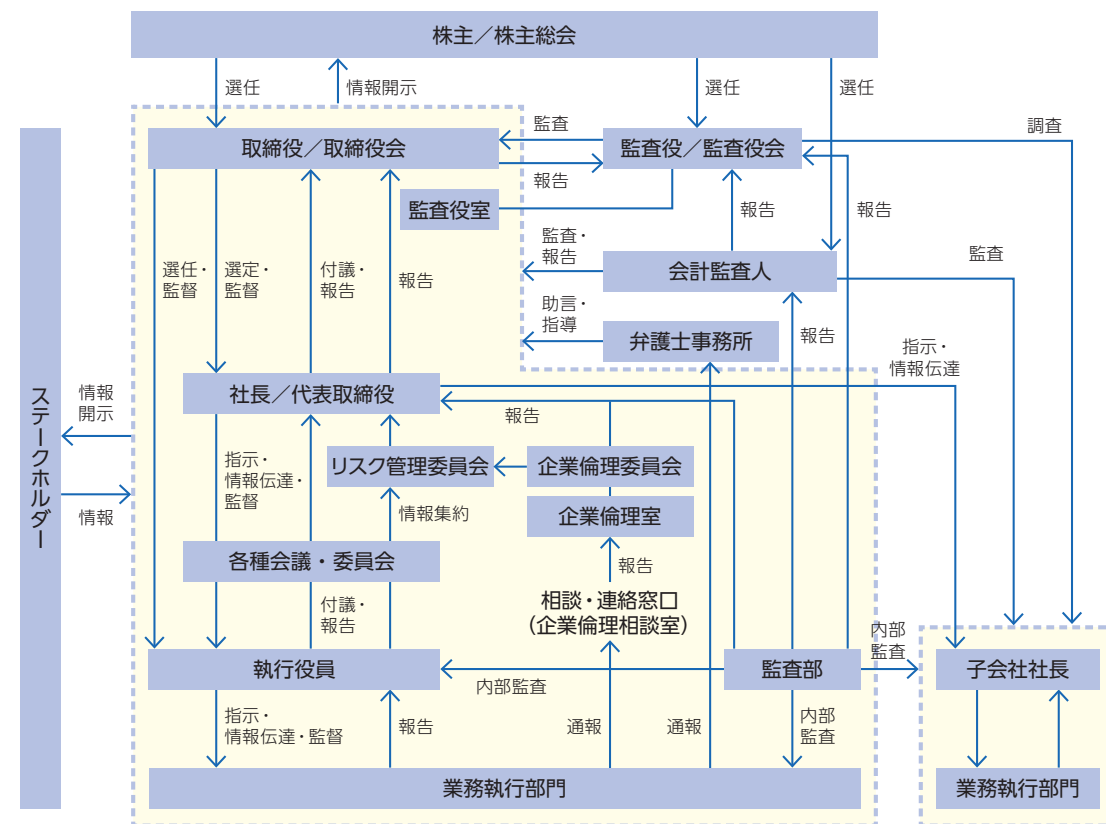 株主／株主総会
選任
情報開示
選任
選任
取締役／取締役会
監査
報告
監査役／監査役会
調査
監査役室
報告
報告
選任・
監督
選定・
監督
付議・
報告
報告
監査・
報告
会計監査人
監査
助言・
指導
弁護士事務所
報告
指示・
情報伝達
社長／代表取締役
報告
ステークホルダー
情報
開示
情報
指示・
情報伝達・
監督
リスク管理委員会
企業倫理委員会
情報集約
企業倫理室
各種会議・委員会
報告
付議・
報告
相談・連絡窓口
（企業倫理相談室）
執行役員
内部監査
監査部
内部
監査
子会社社長
指示・
情報伝達・監督
報告
通報
通報
内部
監査
業務執行部門
業務執行部門